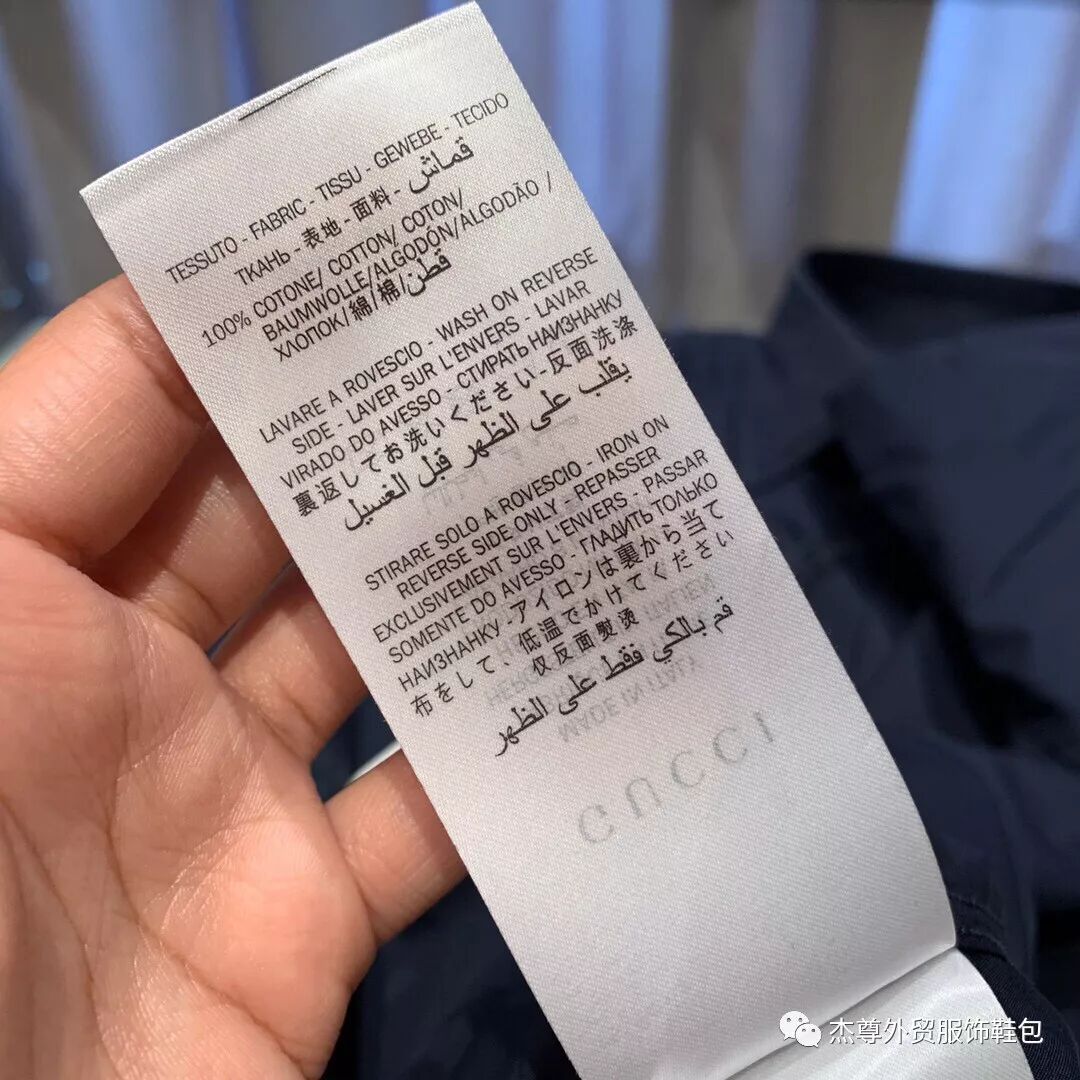 TESSUTO - FABRIC - TISSU - GEWEBE - TECIDO
ТКАНЬ - 表地 - 面料 - قماش
100% COTONE/ COTTON/ COTON/
BAUMWOLLE/ALGODÓN/ALGODÃO /
ХЛОПОК/綿/棉/قطن
LAVARE A ROVESCIO - WASH ON REVERSE
SIDE - LAVER SUR L'ENVERS - LAVAR
VIRADO DO AVESSO - СТИРАТЬ НАИЗНАНКУ
裏返してお洗いください-反面洗涤
يقلب على الظهر قبل الغسيل
STIRARE SOLO A ROVESCIO - IRON ON
REVERSE SIDE ONLY - REPASSER
EXCLUSIVEMENT SUR L'ENVERS - PASSAR
SOMENTE DO AVESSO - ГЛАДИТЬ ТОЛЬКО
НАИЗНАНКУ - アイロンは裏から当て
布をして、低温でかけてください
仅反面熨烫
قم بالكي فقط على الظهر
MADE IN ITALY
GUCCI
杰尊外贸服饰鞋包